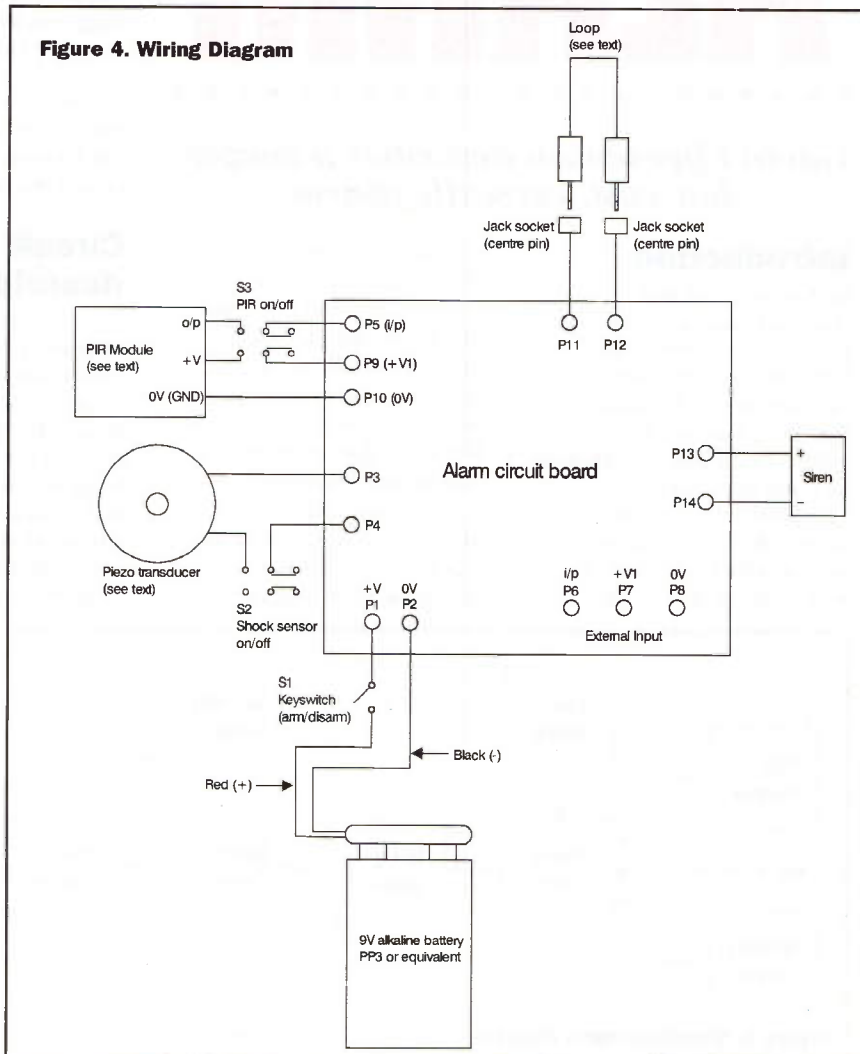 Figure 4. Wiring Diagram
Loop
(see text)
Jack socket
(centre pin)
Jack socket
(centre pin)
S3
PIR on/off
PIR Module
(see text)
o/p
+V
0V (GND)
P5 (i/p)
P9 (+V1)
P10 (0V)
P11
P12
P3
P4
Alarm circuit board
P13
P14
+
Siren
–
Piezo transducer
(see text)
S2
Shock sensor
on/off
+V
P1
0V
P2
i/p
P6
+V1
P7
0V
P8
External Input
S1
Keyswitch
(arm/disarm)
Red (+)
Black (-)
9V alkaline battery
PP3 or equivalent